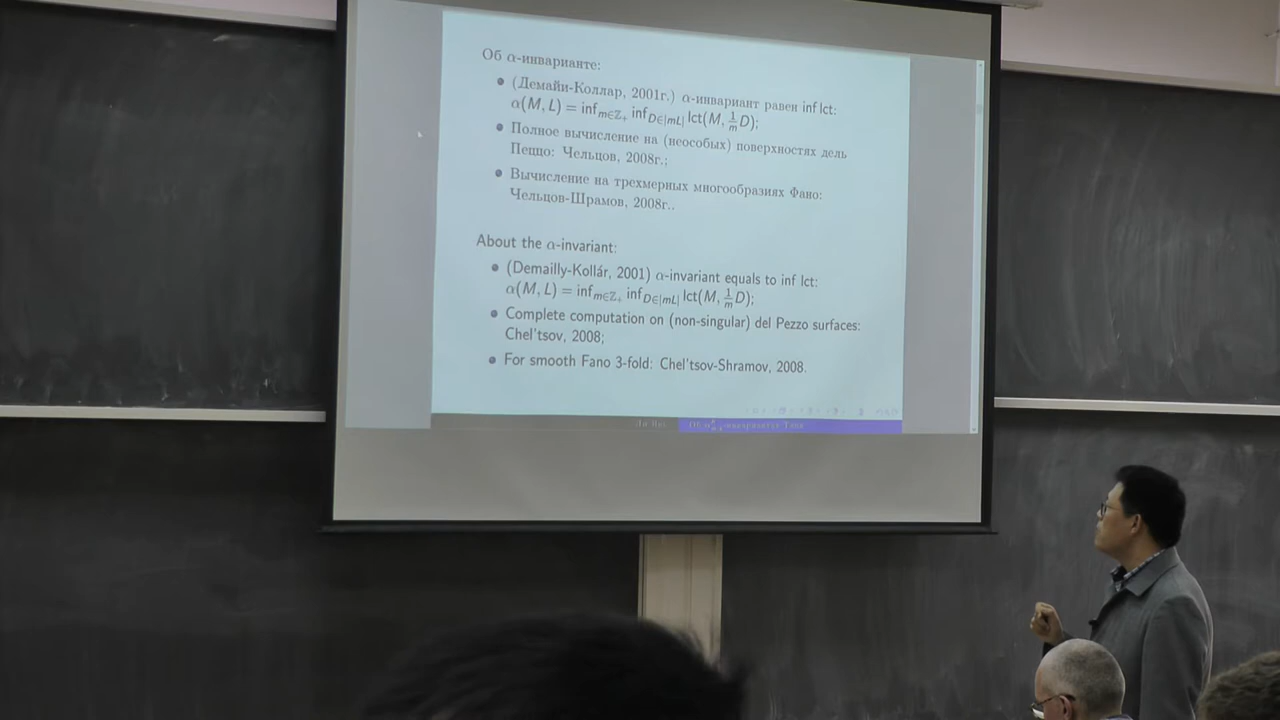 Об α-инварианте:
(Демайи-Коллар, 2001г.) α-инвариант равен inf lct:
α(M, L) = inf_{m∈ℤ₊} inf_{D∈|mL|} lct(M, \frac{1}{m}D);
Полное вычисление на (неособых) поверхностях дель
Пеццо: Чельцов, 2008г.;
Вычисление на трехмерных многообразиях Фано:
Чельцов-Шрамов, 2008г..
About the α-invariant:
(Demailly-Kollár, 2001) α-invariant equals to inf lct:
α(M, L) = inf_{m∈ℤ₊} inf_{D∈|mL|} lct(M, \frac{1}{m}D);
Complete computation on (non-singular) del Pezzo surfaces:
Chel'tsov, 2008;
For smooth Fano 3-fold: Chel'tsov-Shramov, 2008.